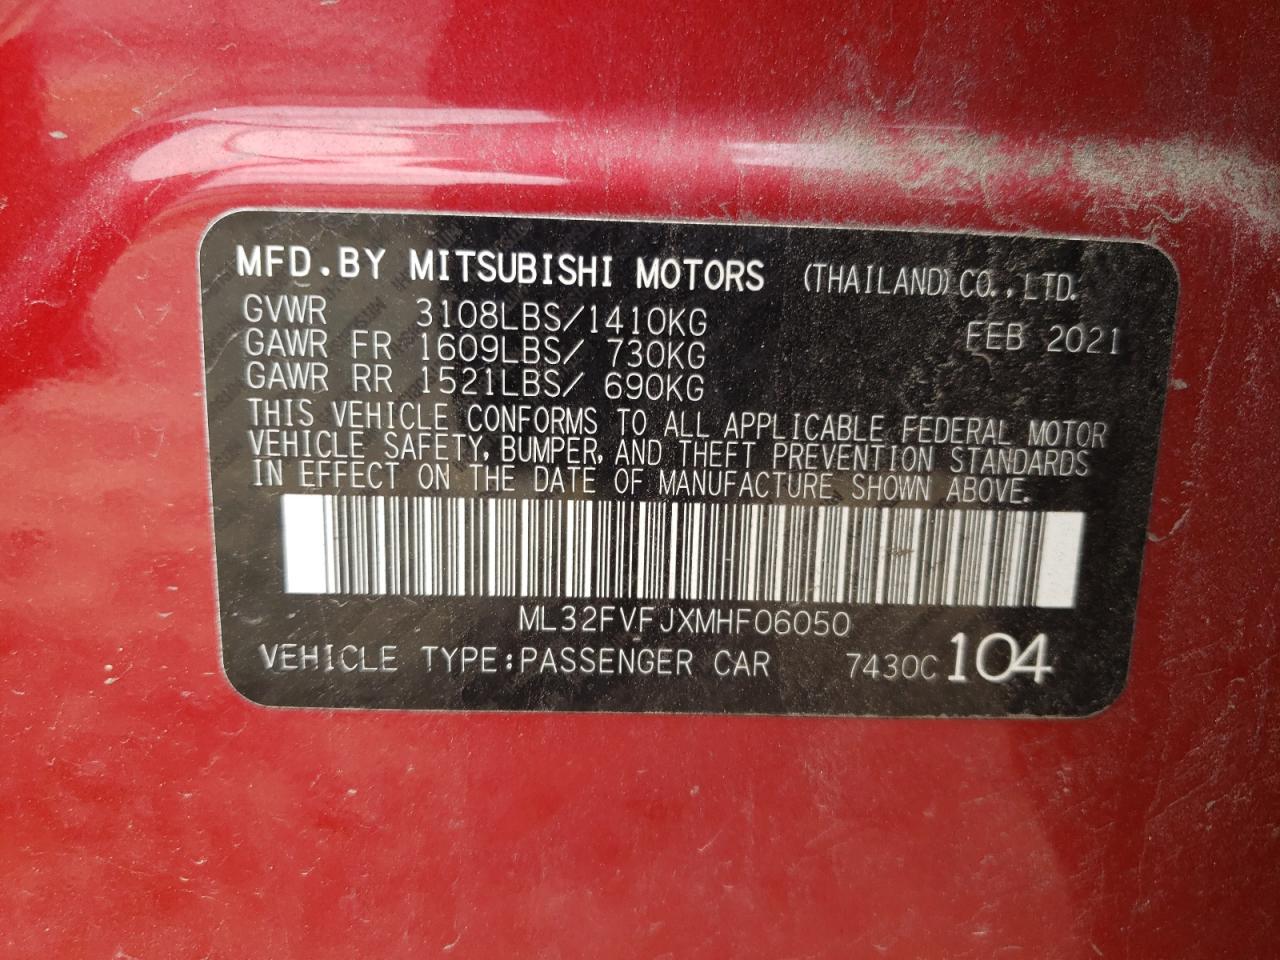 MFD.BY MITSUBISHI MOTORS (THAILAND) CO.,LTD.
GVWR 3108LBS/1410KG FEB 2021
GAWR FR 1609LBS/ 730KG
GAWR RR 1521LBS/ 690KG
THIS VEHICLE CONFORMS TO ALL APPLICABLE FEDERAL MOTOR
VEHICLE SAFETY, BUMPER, AND THEFT PREVENTION STANDARDS
IN EFFECT ON THE DATE OF MANUFACTURE SHOWN ABOVE.
ML32FVFJXMHF06050
VEHICLE TYPE:PASSENGER CAR 7430C 104